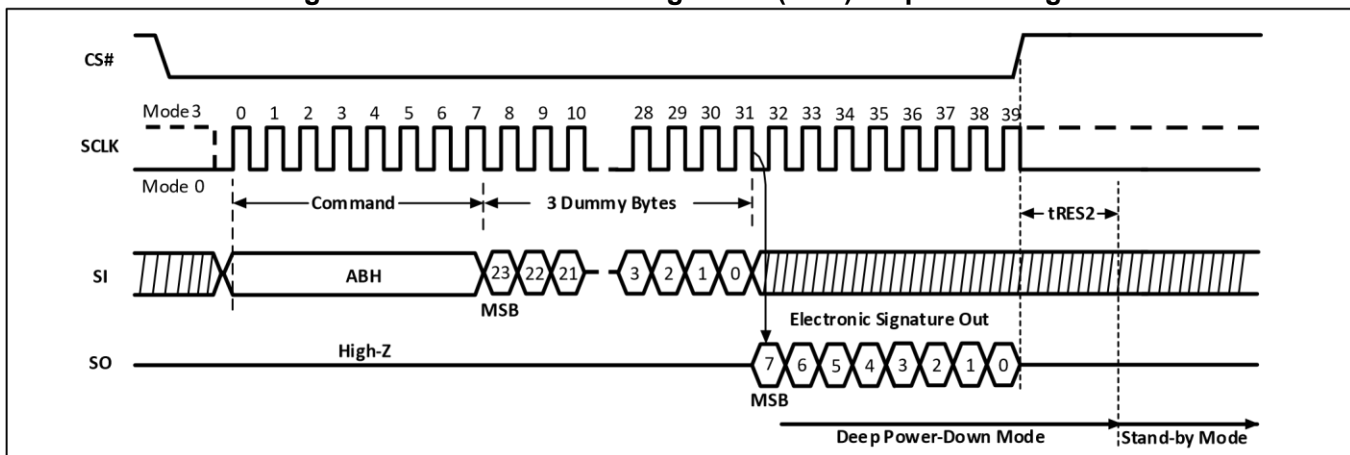 CS#
Mode 3 0 1 2 3 4 5 6 7 8 9 10 28 29 30 31 32 33 34 35 36 37 38 39
SCLK
Mode 0
Command 3 Dummy Bytes tRES2
SI ABH 23 22 21 3 2 1 0
MSB
Electronic Signature Out
High-Z
SO 7 6 5 4 3 2 1 0
MSB
Deep Power-Down Mode Stand-by Mode